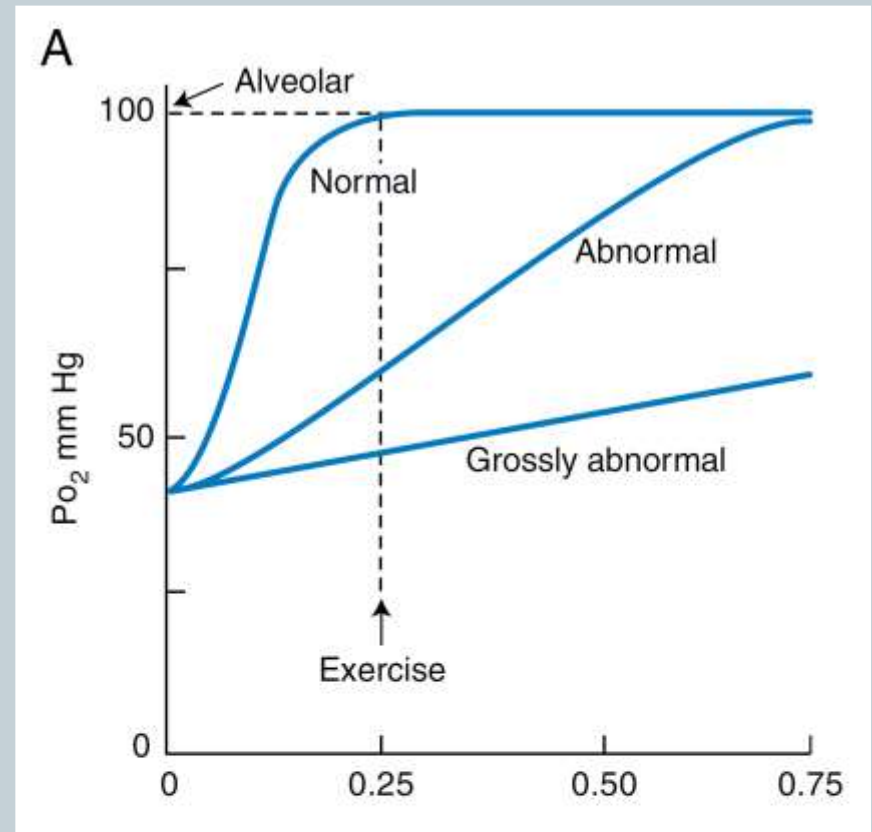 A
Alveolar
100
Normal
Abnormal
50
Grossly abnormal
Po₂ mm Hg
Exercise
0
0 0.25 0.50 0.75